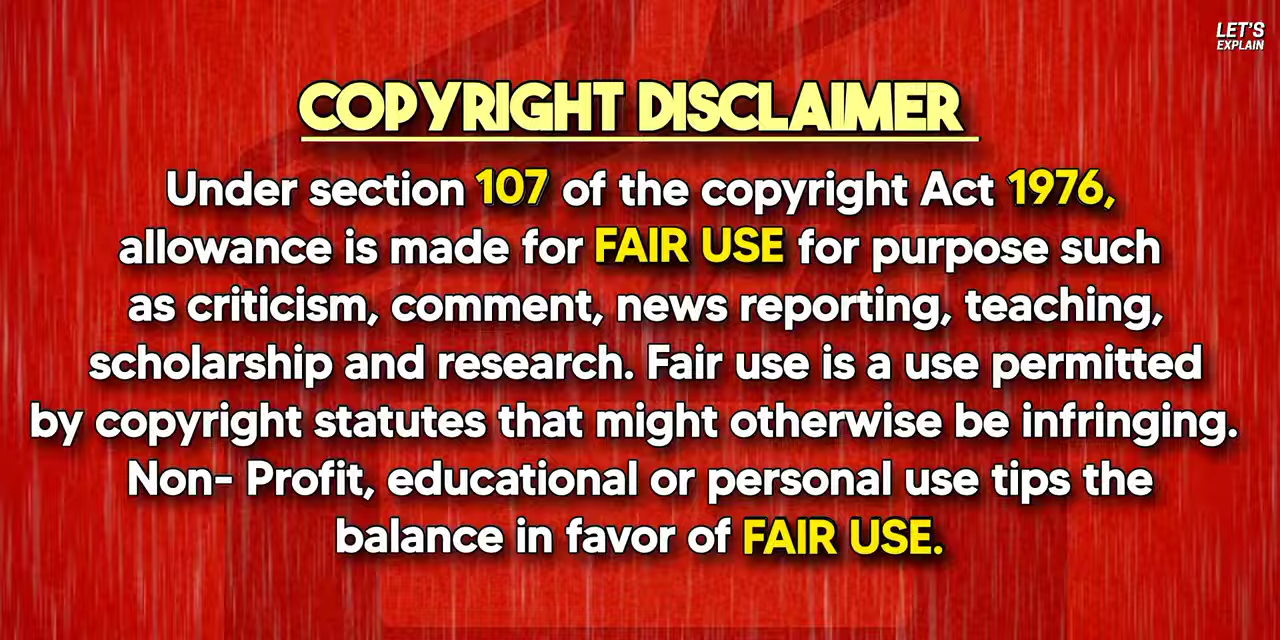 LET'S
EXPLAIN
COPYRIGHT DISCLAIMER
Under section 107 of the copyright Act 1976,
allowance is made for FAIR USE for purpose such
as criticism, comment, news reporting, teaching,
scholarship and research. Fair use is a use permitted
by copyright statutes that might otherwise be infringing.
Non- Profit, educational or personal use tips the
balance in favor of FAIR USE.